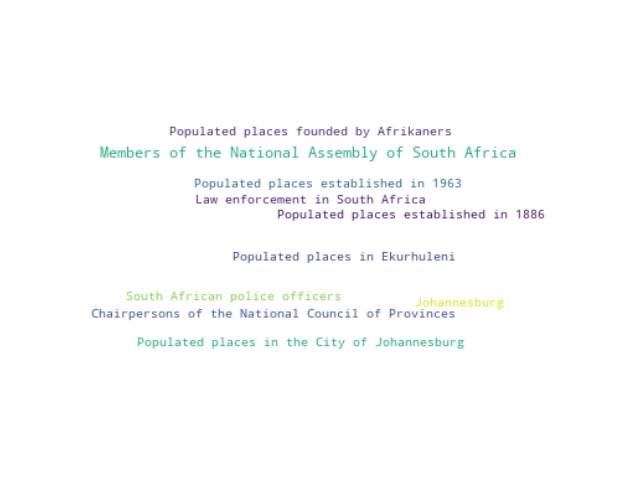 Populated places founded by Afrikaners
Members of the National Assembly of South Africa
Populated places established in 1963
Law enforcement in South Africa
Populated places established in 1886
Populated places in Ekurhuleni
South African police officers
Johannesburg
Chairpersons of the National Council of Provinces
Populated places in the City of Johannesburg